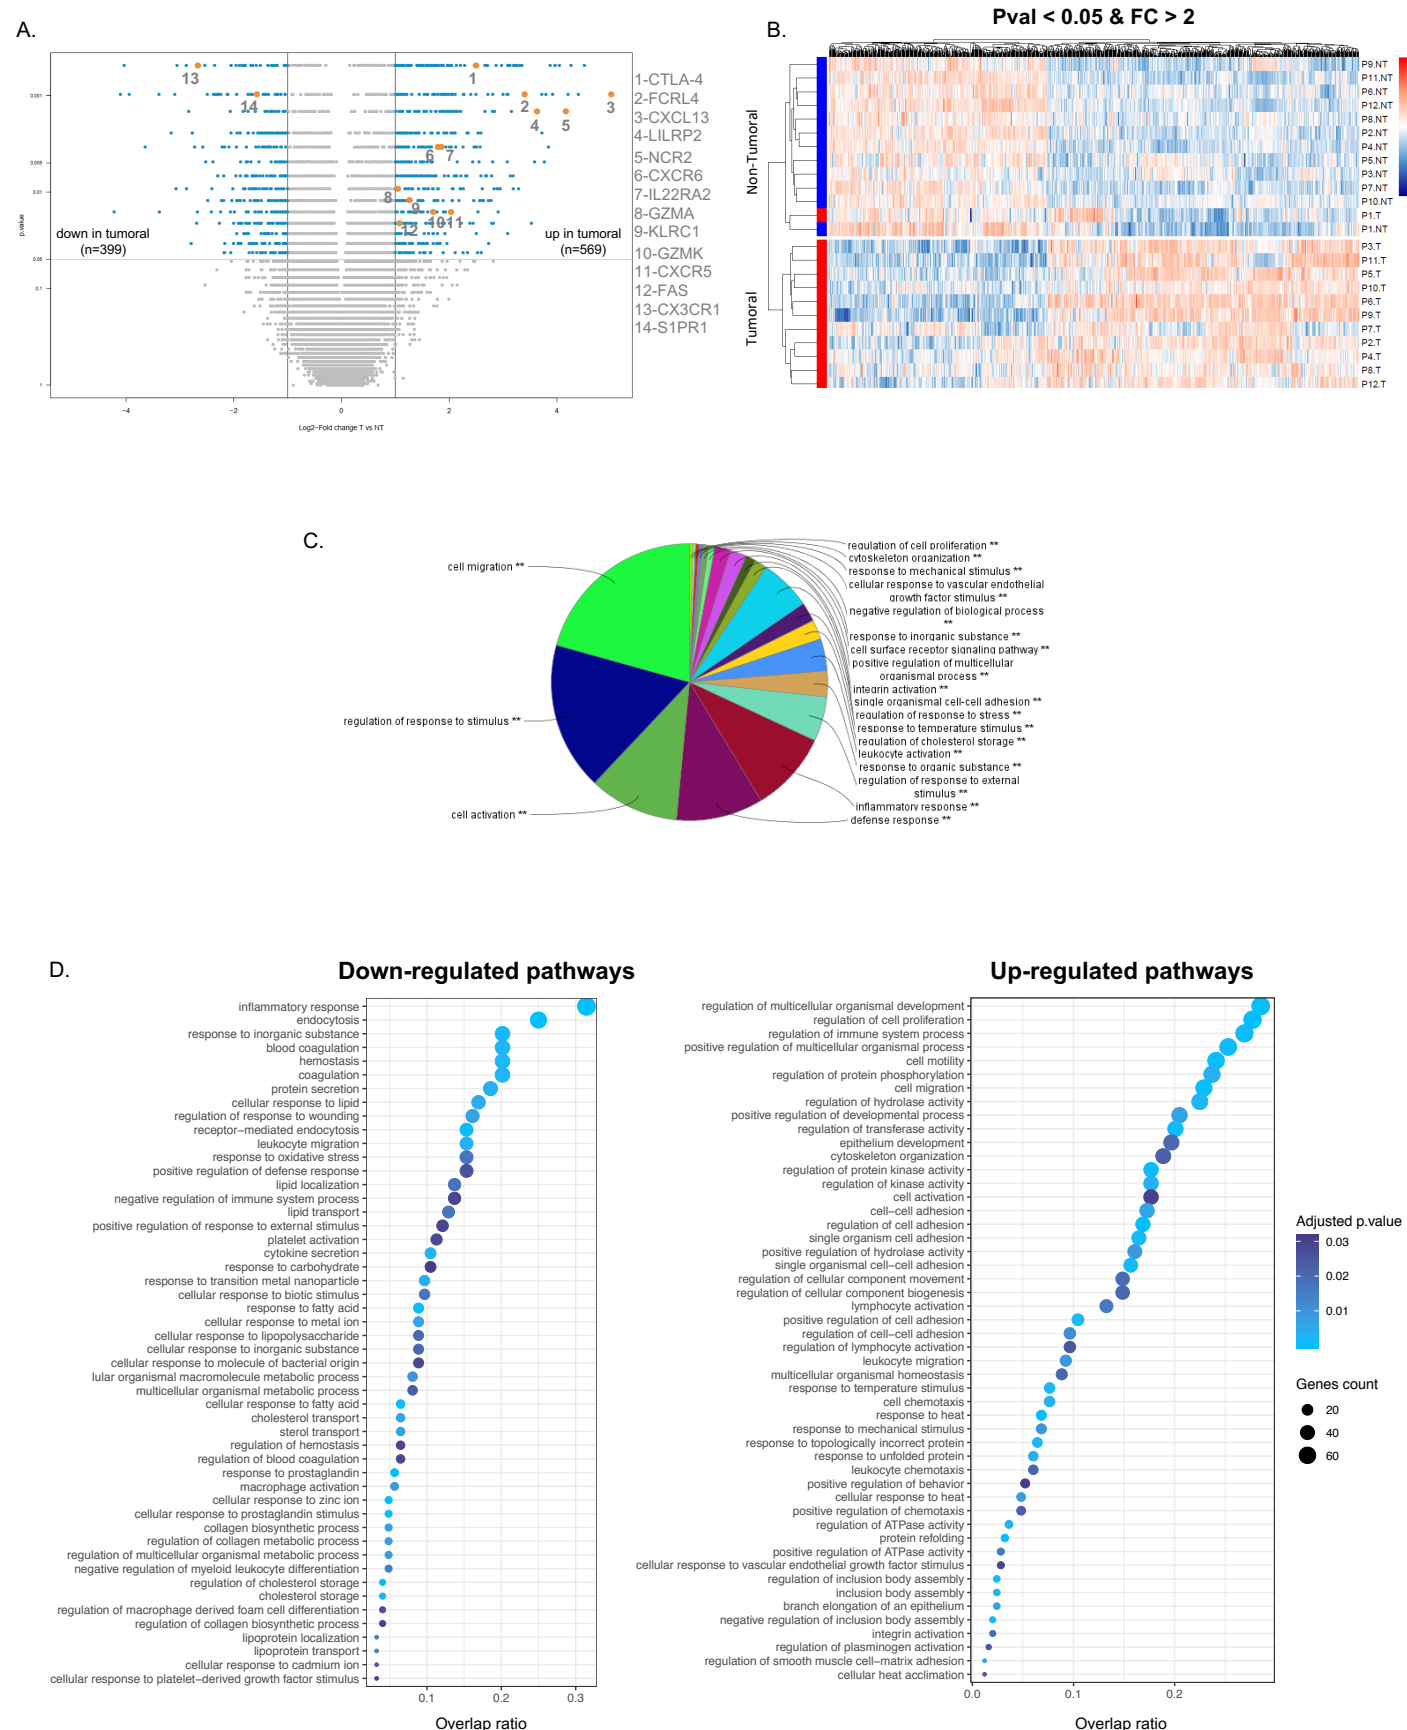 A.
13
1
14
2
3
4
5
6
7
8
9
10
11
12
down in tumoral
(n=399)
up in tumoral
(n=569)
0.001
0.005
0.01
0.05
0.1
1
p.value
−4
−2
0
2
4
Log2−Fold change T vs NT
1-CTLA-4
2-FCRL4
3-CXCL13
4-LILRP2
5-NCR2
6-CXCR6
7-IL22RA2
8-GZMA
9-KLRC1
10-GZMK
11-CXCR5
12-FAS
13-CX3CR1
14-S1PR1
B.
Pval < 0.05 & FC > 2
Non-Tumoral
Tumoral
P9.NT
P11.NT
P6.NT
P12.NT
P8.NT
P2.NT
P4.NT
P5.NT
P3.NT
P7.NT
P10.NT
P1.T
P1.NT
P3.T
P11.T
P5.T
P10.T
P6.T
P9.T
P7.T
P2.T
P4.T
P8.T
P12.T
C.
cell migration **
regulation of response to stimulus **
cell activation **
regulation of cell proliferation **
cytoskeleton organization **
response to mechanical stimulus **
cellular response to vascular endothelial
growth factor stimulus **
negative regulation of biological process
**
response to inorganic substance **
cell surface receptor signaling pathway **
positive regulation of multicellular
organismal process **
integrin activation **
single organismal cell-cell adhesion **
regulation of response to stress **
response to temperature stimulus **
regulation of cholesterol storage **
leukocyte activation **
response to organic substance **
regulation of response to external
stimulus **
inflammatory response **
defense response **
D.
Down-regulated pathways
inflammatory response
endocytosis
response to inorganic substance
blood coagulation
hemostasis
coagulation
protein secretion
cellular response to lipid
regulation of response to wounding
receptor−mediated endocytosis
leukocyte migration
response to oxidative stress
positive regulation of defense response
lipid localization
negative regulation of immune system process
lipid transport
positive regulation of response to external stimulus
platelet activation
cytokine secretion
response to carbohydrate
response to transition metal nanoparticle
cellular response to biotic stimulus
response to fatty acid
cellular response to metal ion
cellular response to lipopolysaccharide
cellular response to inorganic substance
cellular response to molecule of bacterial origin
lular organismal macromolecule metabolic process
multicellular organismal metabolic process
cellular response to fatty acid
cholesterol transport
sterol transport
regulation of hemostasis
regulation of blood coagulation
response to prostaglandin
macrophage activation
cellular response to zinc ion
cellular response to prostaglandin stimulus
collagen biosynthetic process
regulation of collagen metabolic process
regulation of multicellular organismal metabolic process
negative regulation of myeloid leukocyte differentiation
regulation of cholesterol storage
cholesterol storage
regulation of macrophage derived foam cell differentiation
regulation of collagen biosynthetic process
lipoprotein localization
lipoprotein transport
cellular response to cadmium ion
cellular response to platelet−derived growth factor stimulus
0.1
0.2
0.3
Overlap ratio
Up-regulated pathways
regulation of multicellular organismal development
regulation of cell proliferation
regulation of immune system process
positive regulation of multicellular organismal process
cell motility
regulation of protein phosphorylation
cell migration
regulation of hydrolase activity
positive regulation of developmental process
regulation of transferase activity
epithelium development
cytoskeleton organization
regulation of protein kinase activity
regulation of kinase activity
cell activation
cell−cell adhesion
regulation of cell adhesion
single organism cell adhesion
positive regulation of hydrolase activity
single organismal cell−cell adhesion
regulation of cellular component movement
regulation of cellular component biogenesis
lymphocyte activation
positive regulation of cell adhesion
regulation of cell−cell adhesion
regulation of lymphocyte activation
leukocyte migration
multicellular organismal homeostasis
response to temperature stimulus
cell chemotaxis
response to heat
response to mechanical stimulus
response to topologically incorrect protein
response to unfolded protein
leukocyte chemotaxis
positive regulation of behavior
cellular response to heat
positive regulation of chemotaxis
regulation of ATPase activity
protein refolding
positive regulation of ATPase activity
cellular response to vascular endothelial growth factor stimulus
regulation of inclusion body assembly
inclusion body assembly
branch elongation of an epithelium
negative regulation of inclusion body assembly
integrin activation
regulation of plasminogen activation
regulation of smooth muscle cell−matrix adhesion
cellular heat acclimation
0.0
0.1
0.2
Overlap ratio
Adjusted p.value
0.03
0.02
0.01
Genes count
20
40
60